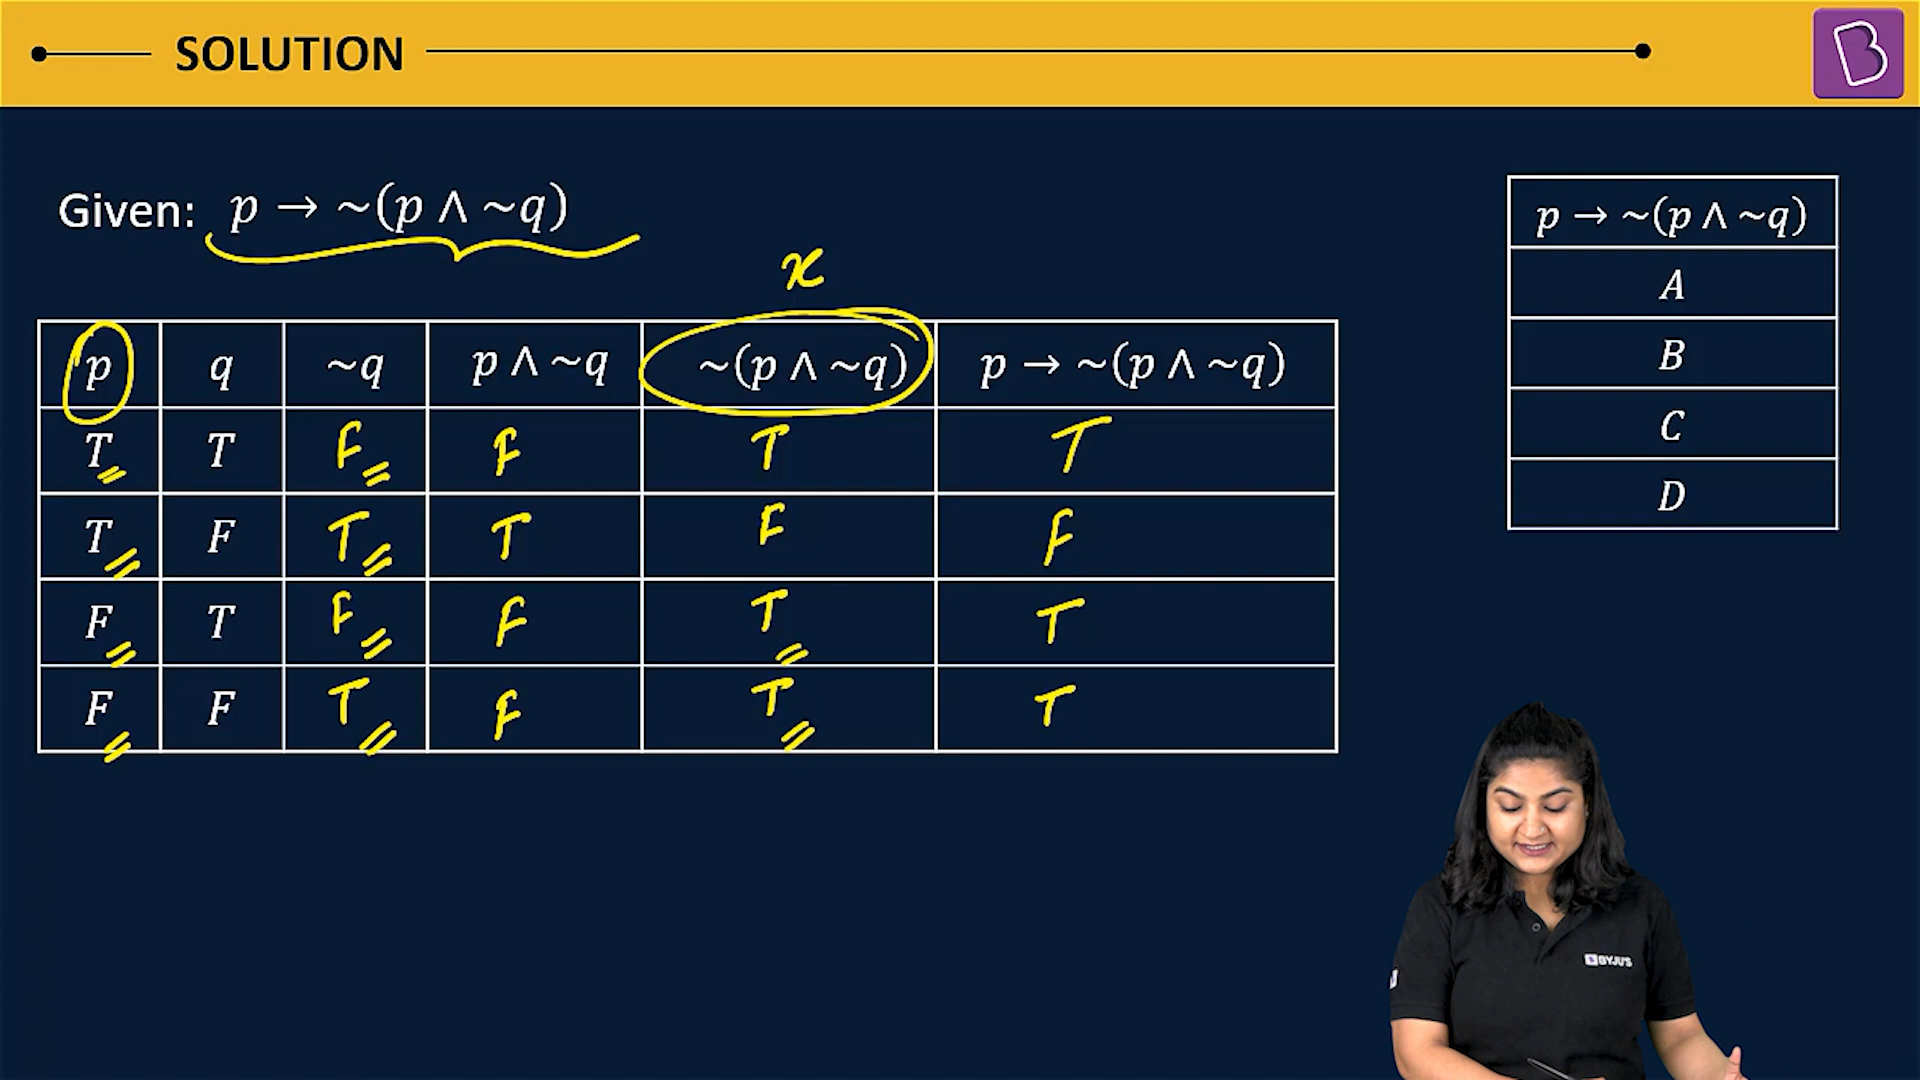 SOLUTION
B
Given: p → ~(p ∧ ~q)
x
p q ~q p ∧ ~q ~(p ∧ ~q) p → ~(p ∧ ~q)
T T F F T T
T F T T F F
F T F F T T
F F T F T T
p → ~(p ∧ ~q)
A
B
C
D
BYJU'S